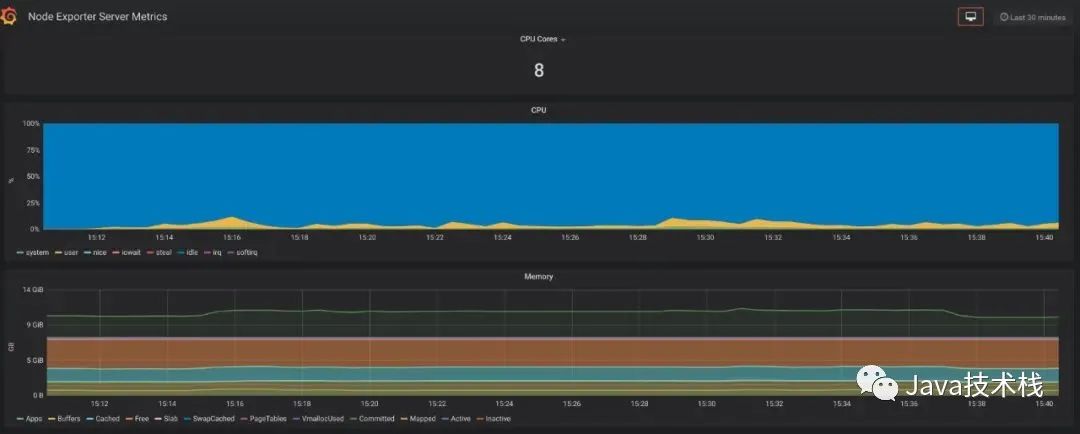 Node Exporter Server Metrics
Last 30 minutes
CPU Cores
8
CPU
100%
75%
50%
25%
0%
%
15:12 15:14 15:16 15:18 15:20 15:22 15:24 15:26 15:28 15:30 15:32 15:34 15:36 15:38 15:40
system user nice iowait steal idle irq softirq
Memory
14 GiB
9 GiB
5 GiB
0 B
GB
15:12 15:14 15:16 15:18 15:20 15:22 15:24 15:26 15:28 15:30 15:32 15:34 15:36 15:38 15:40
Apps Buffers Cached Free Slab SwapCached PageTables VmallocUsed Committed Mapped Active Inactive
Java技术栈